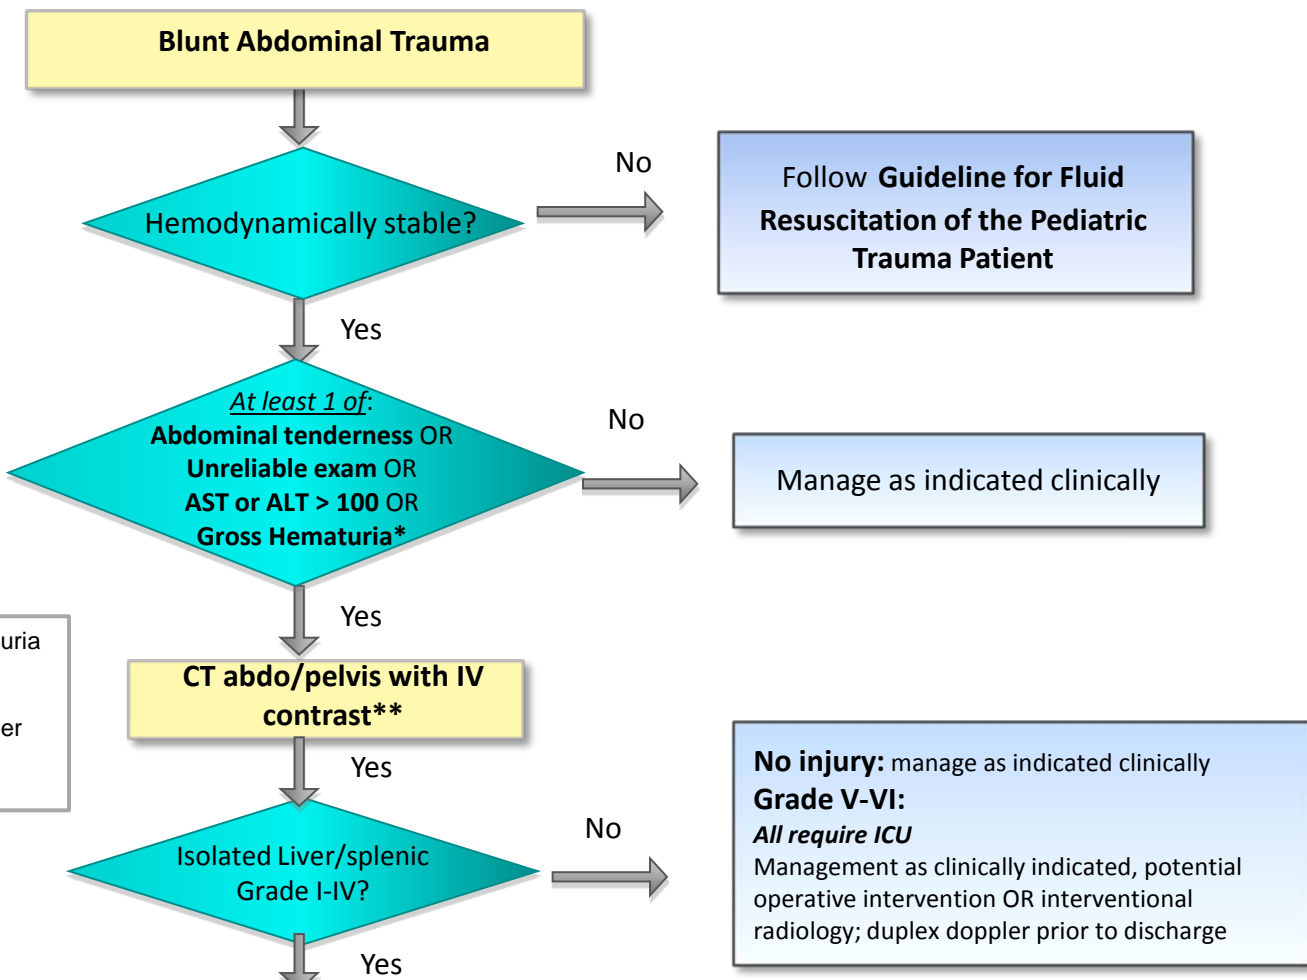 Blunt Abdominal Trauma
No
Hemodynamically stable?
Follow Guideline for Fluid
Resuscitation of the Pediatric
Trauma Patient
Yes
At least 1 of:
Abdominal tenderness OR
Unreliable exam OR
AST or ALT > 100 OR
Gross Hematuria*
No
Manage as indicated clinically
Yes
uria
er
CT abdo/pelvis with IV
contrast**
Yes
Isolated Liver/splenic
Grade I-IV?
No
No injury: manage as indicated clinically
Grade V-VI:
All require ICU
Management as clinically indicated, potential
operative intervention OR interventional
radiology; duplex doppler prior to discharge
Yes